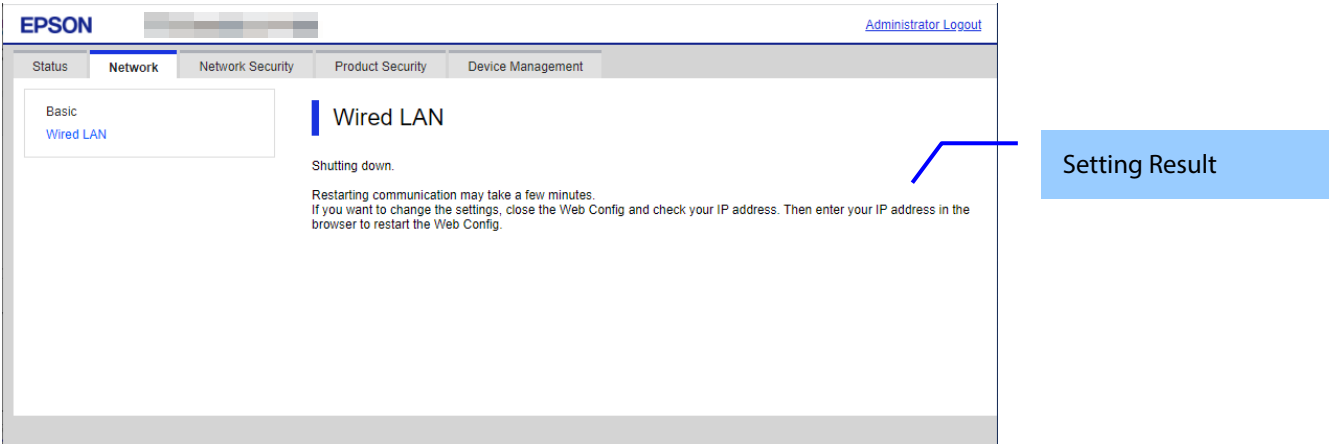 EPSON
Administrator Logout
Status Network Network Security Product Security Device Management
Basic
Wired LAN
Wired LAN
Shutting down.
Restarting communication may take a few minutes.
If you want to change the settings, close the Web Config and check your IP address. Then enter your IP address in the
browser to restart the Web Config.
Setting Result